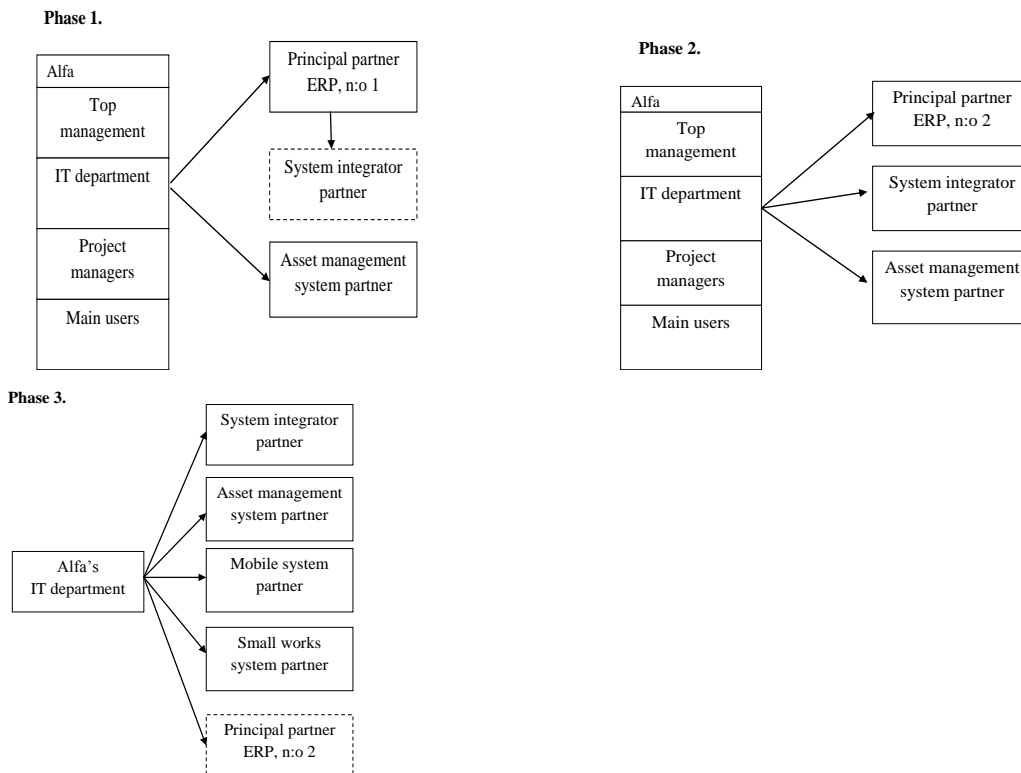 Phase 1.
Alfa
Top
management
IT department
Project
managers
Main users
Principal partner
ERP, n:o 1
System integrator
partner
Asset management
system partner
Phase 2.
Alfa
Top
management
IT department
Project
managers
Main users
Principal partner
ERP, n:o 2
System integrator
partner
Asset management
system partner
Phase 3.
Alfa's
IT department
System integrator
partner
Asset management
system partner
Mobile system
partner
Small works
system partner
Principal partner
ERP, n:o 2